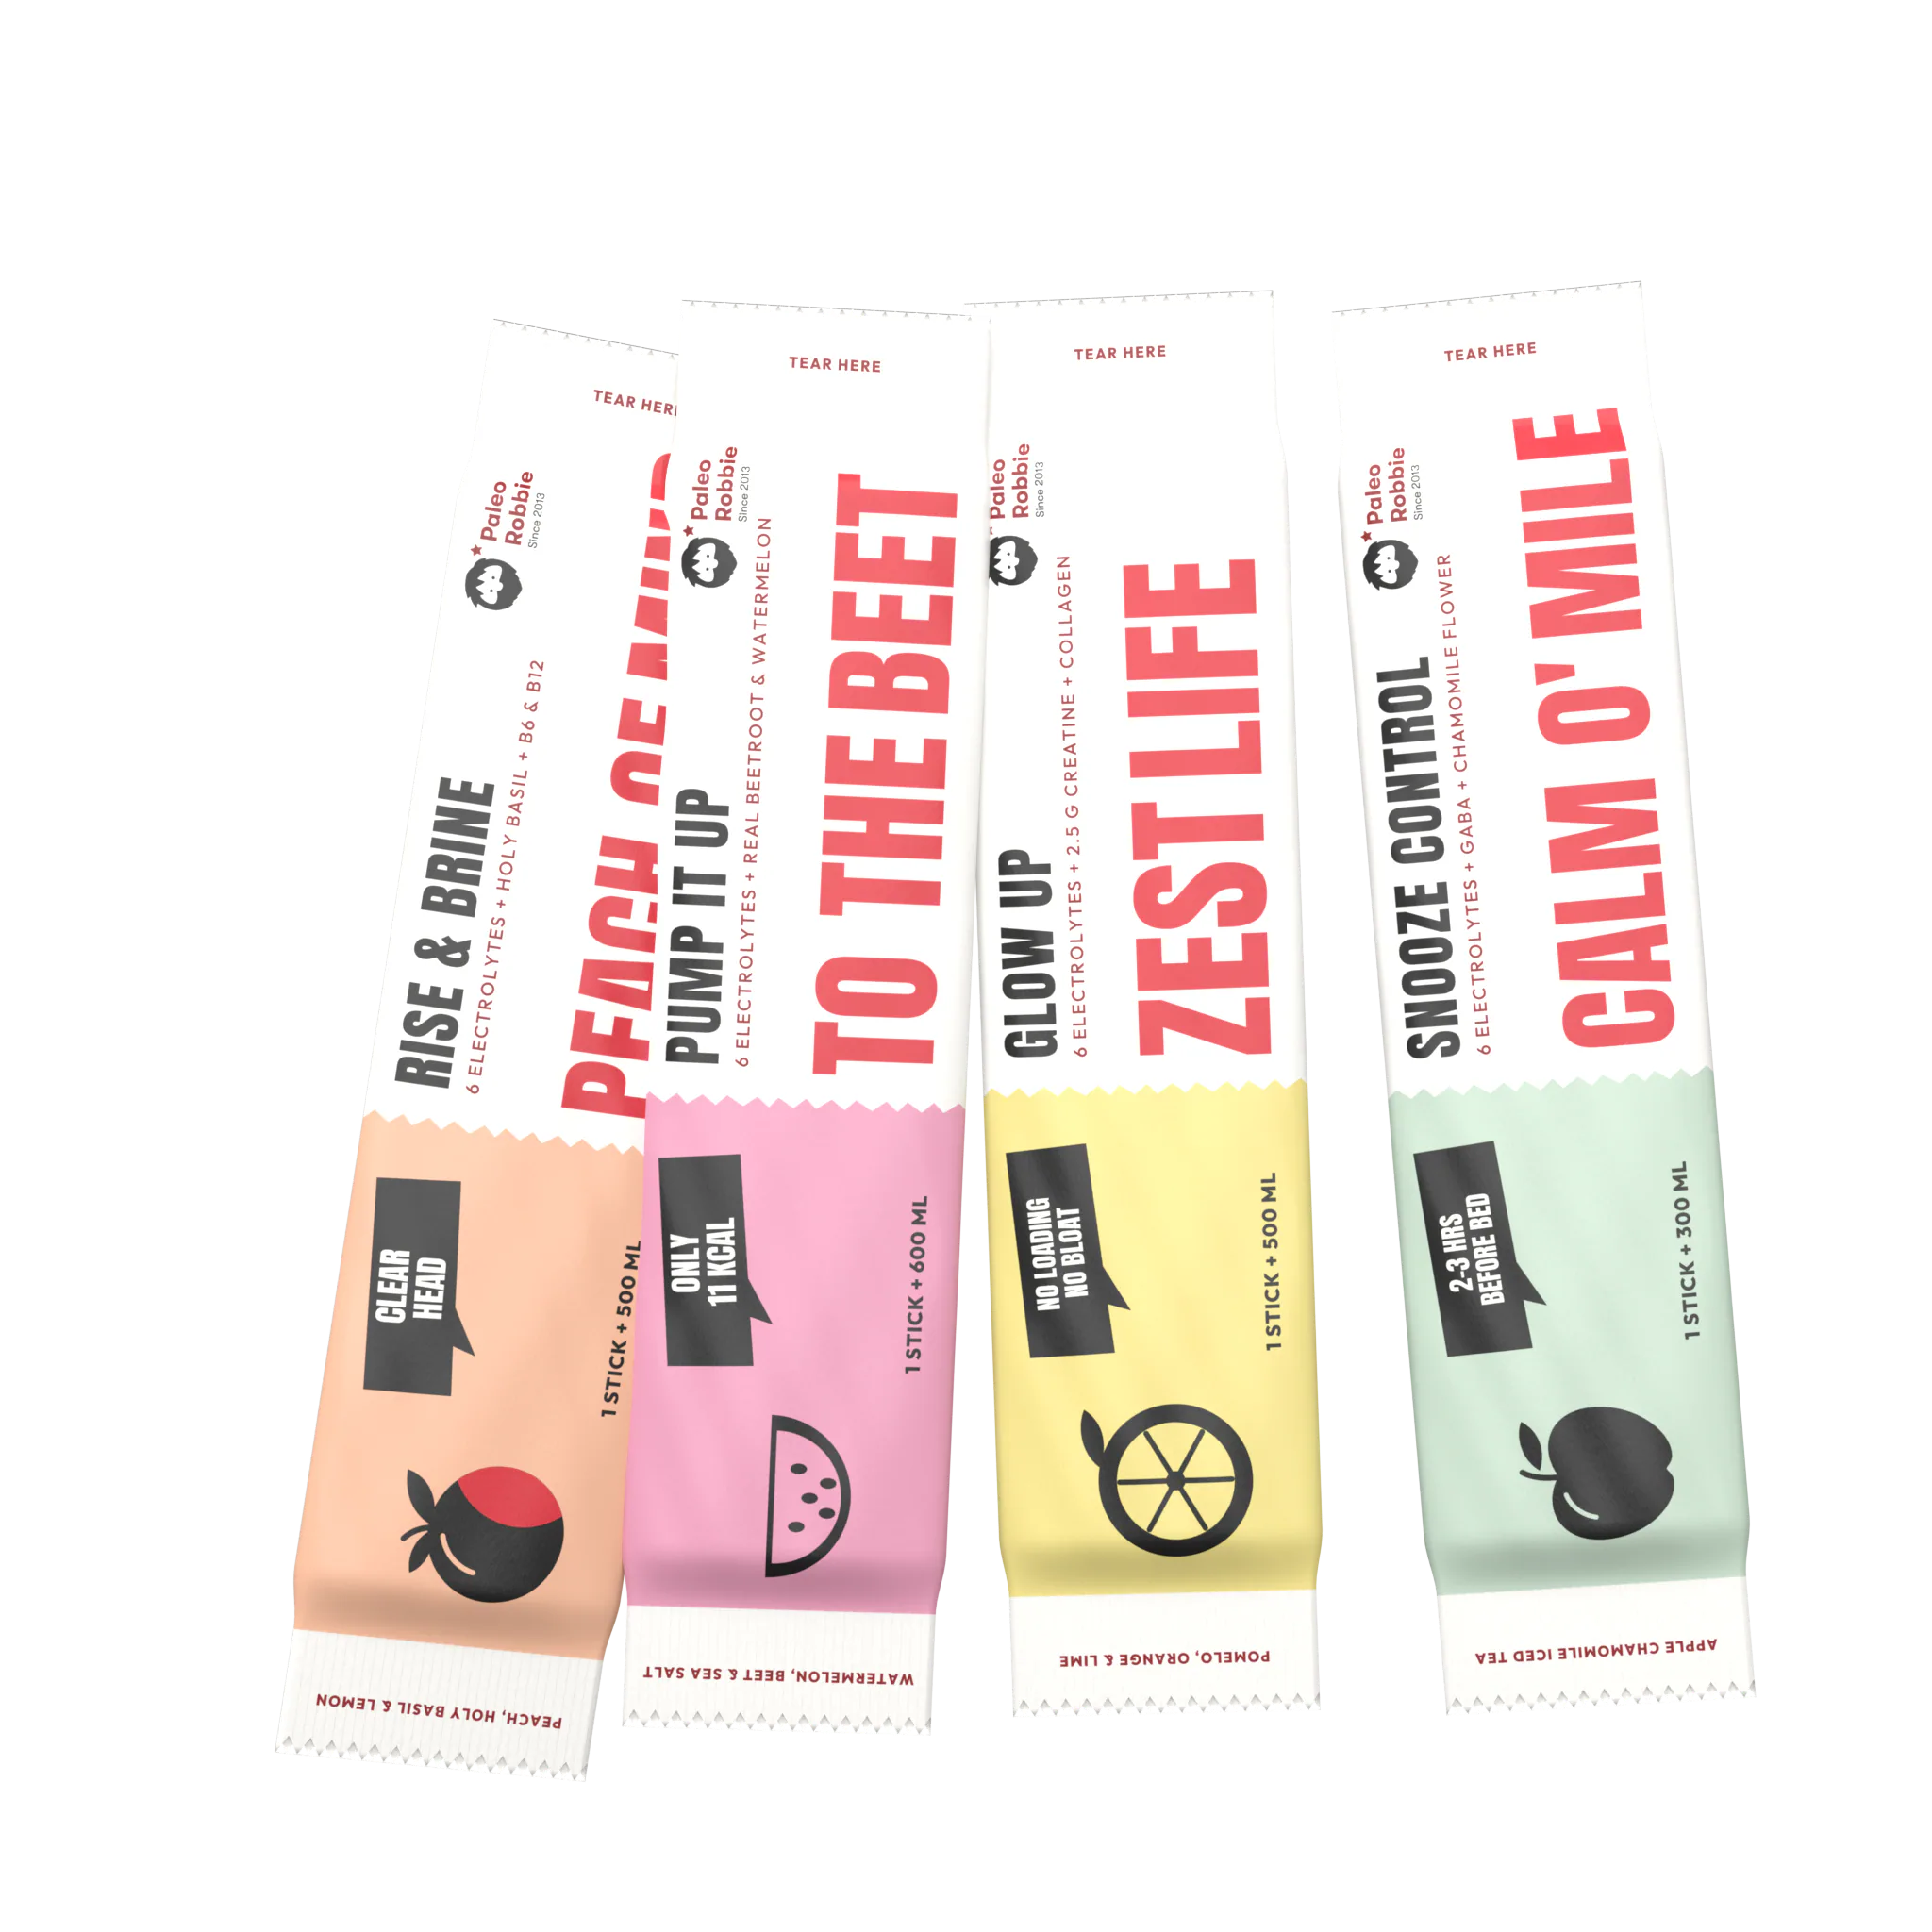 TEAR HERE
Paleo
Robbie
Since 2013
RISE & BRINE
6 ELECTROLYTES + HOLY BASIL + B6 & B12
PEACH OF MIND
CLEAR
HEAD
1 STICK + 500 ML
PEACH, HOLY BASIL & LEMON
TEAR HERE
Paleo
Robbie
Since 2013
PUMP IT UP
6 ELECTROLYTES + REAL BEETROOT & WATERMELON
TO THE BEET
ONLY
11 KCAL
1 STICK + 600 ML
WATERMELON, BEET & SEA SALT
TEAR HERE
Paleo
Robbie
Since 2013
GLOW UP
6 ELECTROLYTES + 2.5 G CREATINE + COLLAGEN
ZEST LIFE
NO LOADING
NO BLOAT
1 STICK + 500 ML
POMELO, ORANGE & LIME
TEAR HERE
Paleo
Robbie
Since 2013
SNOOZE CONTROL
6 ELECTROLYTES + GABA + CHAMOMILE FLOWER
CALM O' MILE
2-3 HRS
BEFORE BED
1 STICK + 300 ML
APPLE CHAMOMILE ICED TEA